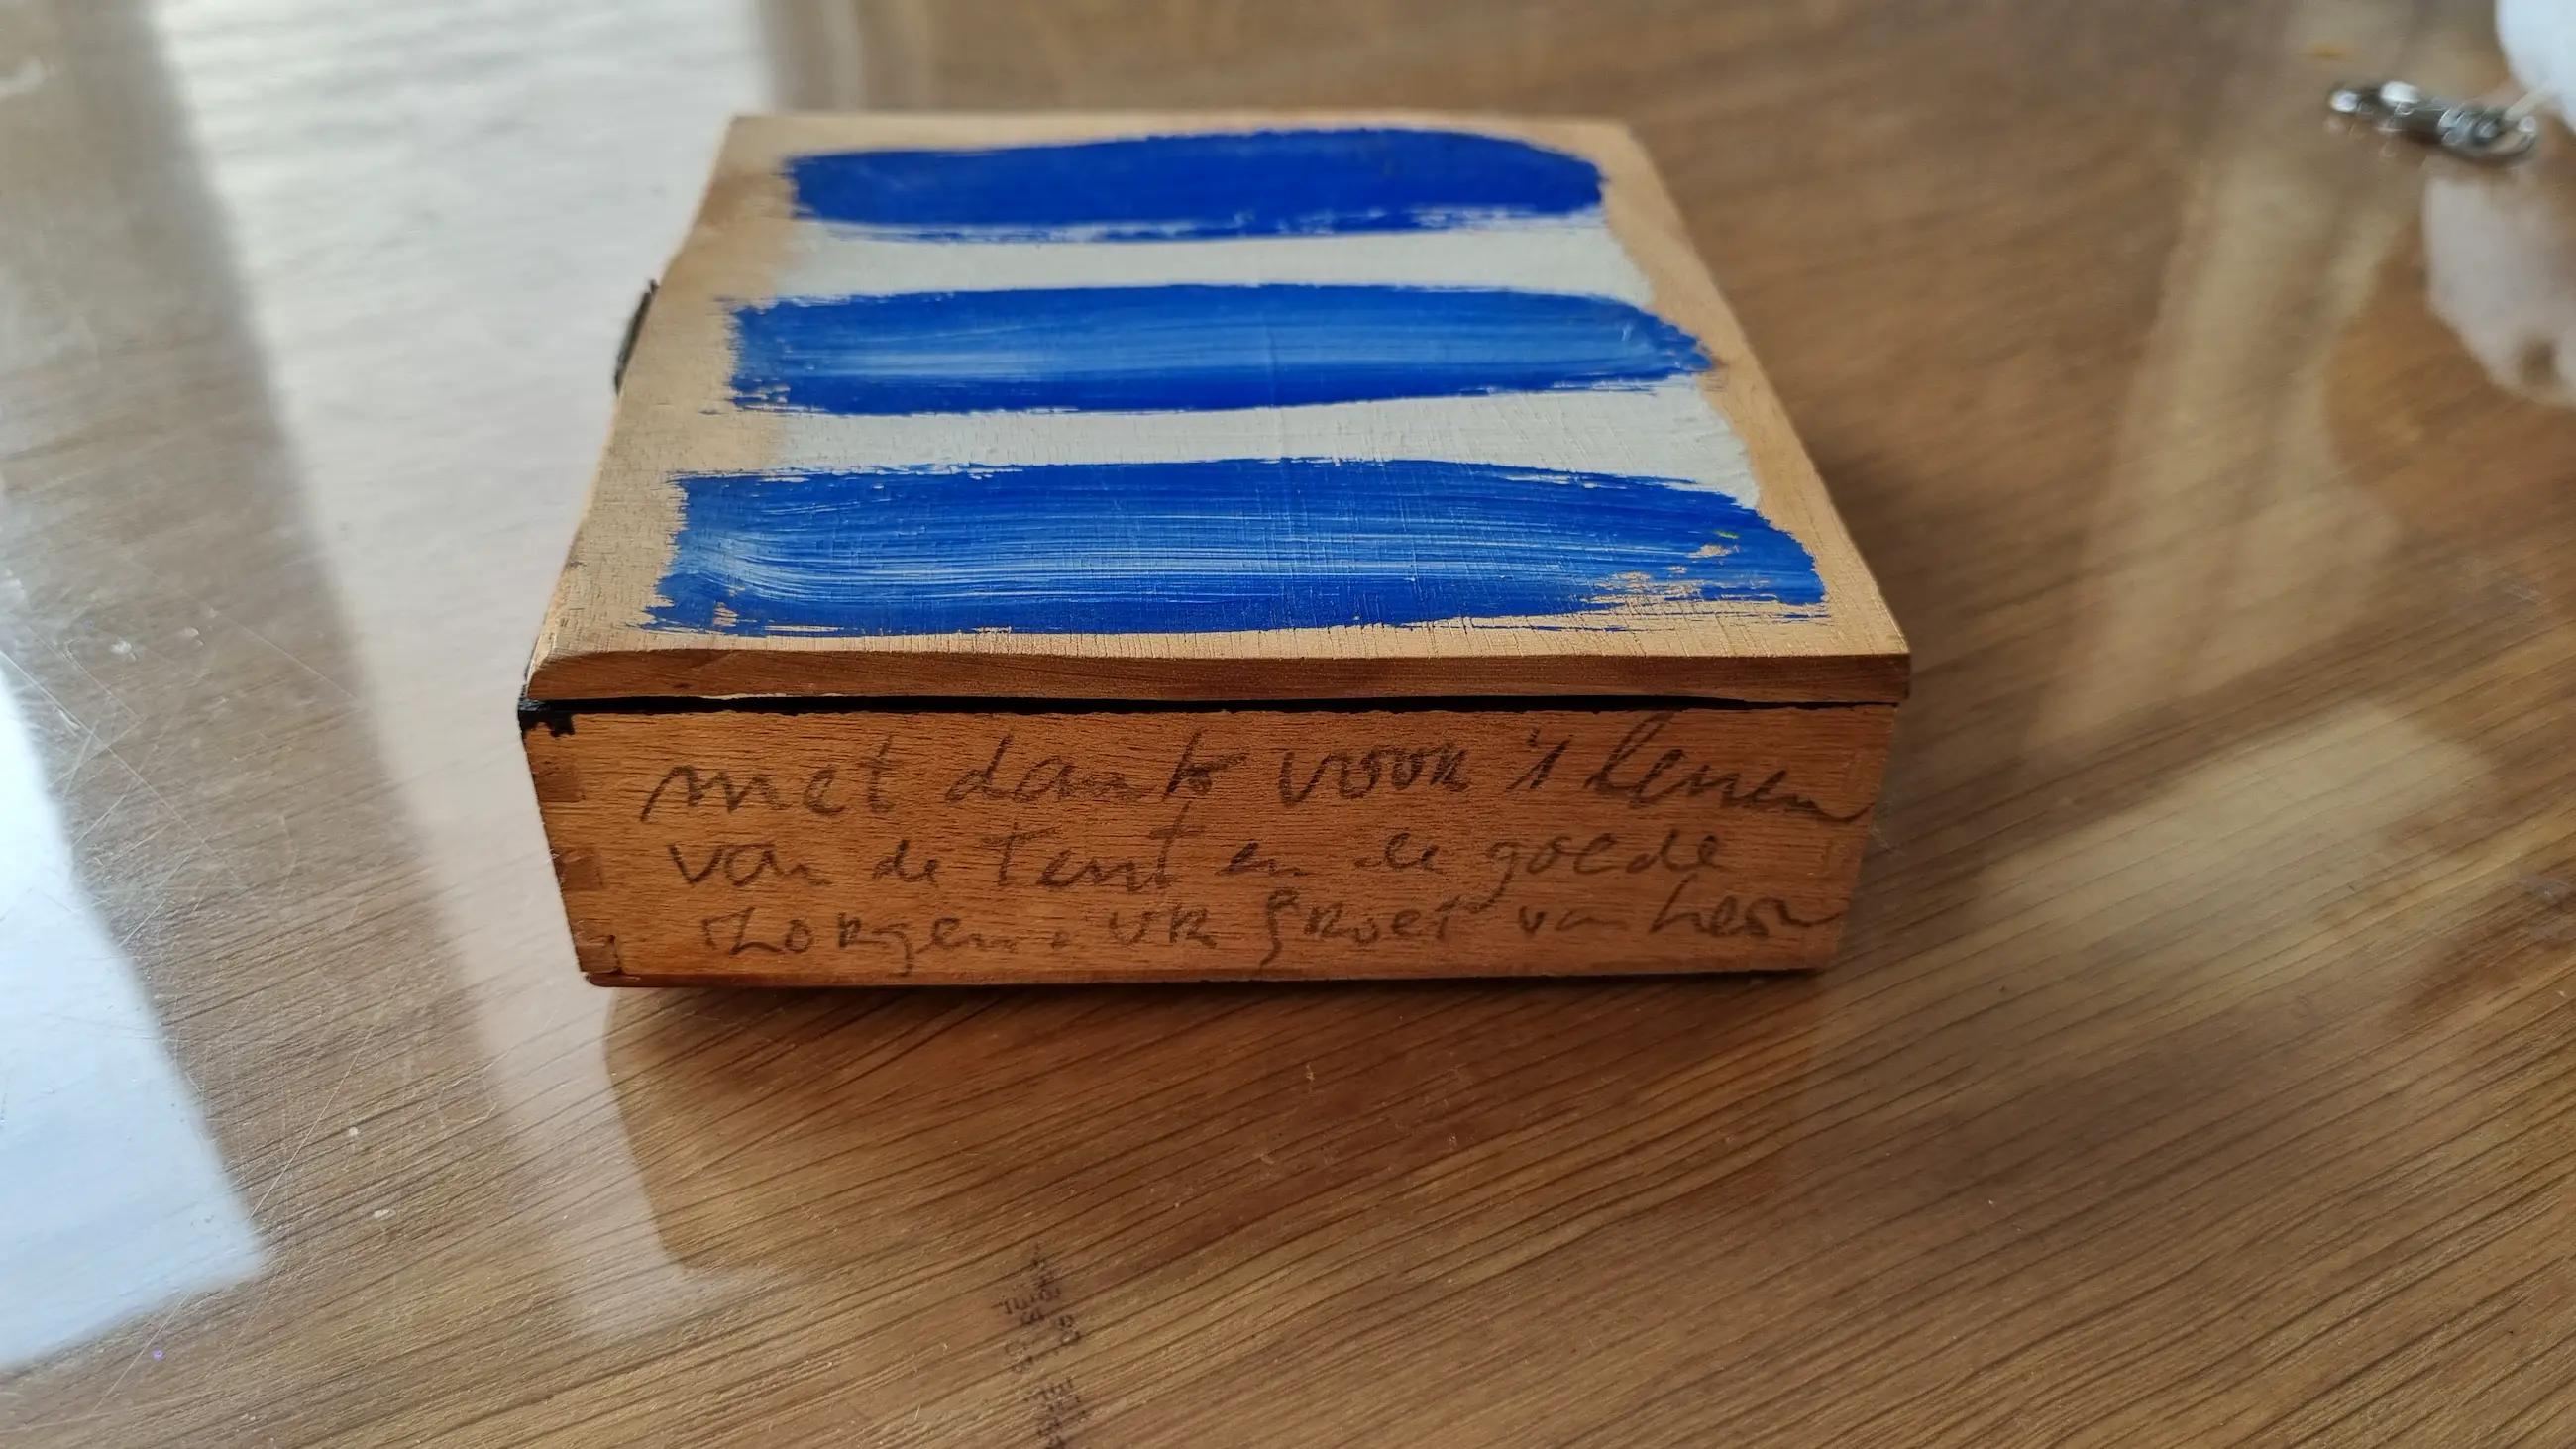 met dank voor 't lenen
van de tent en de goede
zorgen. vr groet van